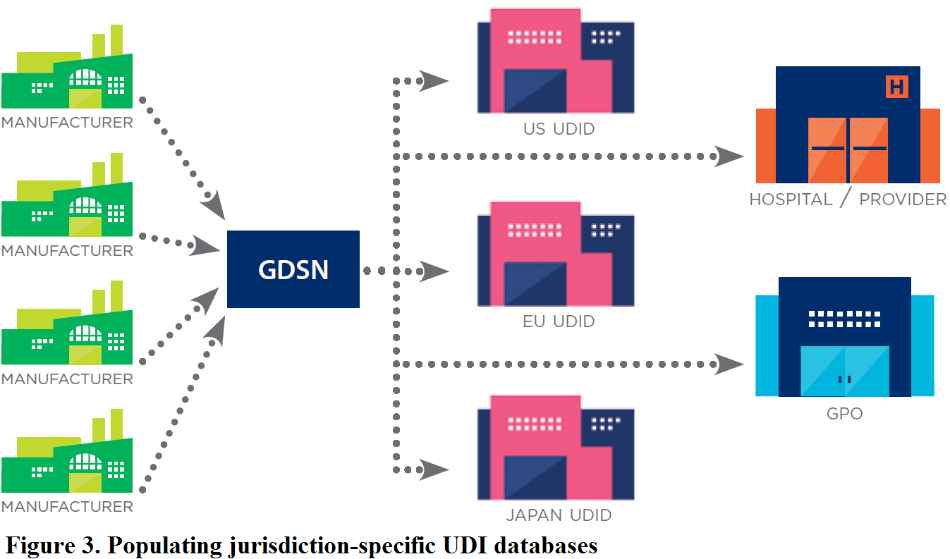 MANUFACTURER
MANUFACTURER
MANUFACTURER
MANUFACTURER
GDSN
US UDID
EU UDID
JAPAN UDID
H
HOSPITAL / PROVIDER
GPO
Figure 3. Populating jurisdiction-specific UDI databases